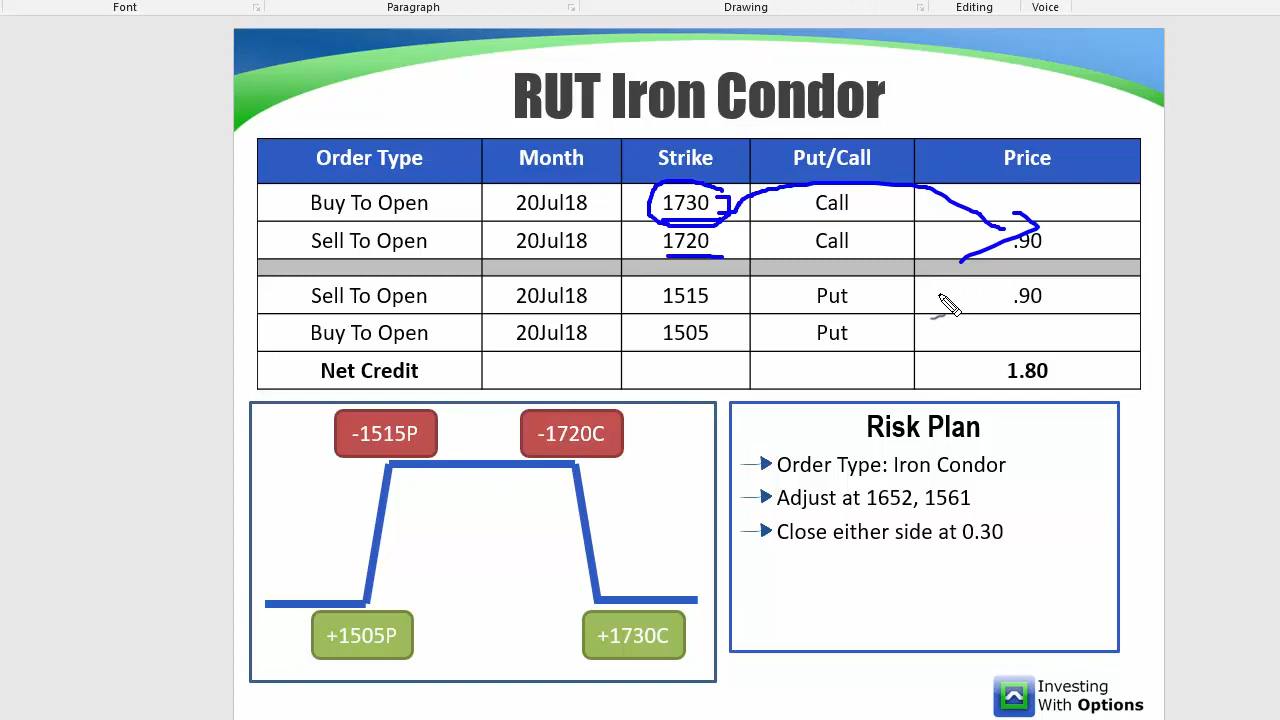 Font Paragraph Drawing Editing Voice
RUT Iron Condor
Order Type Month Strike Put/Call Price
Buy To Open 20Jul18 1730 Call
Sell To Open 20Jul18 1720 Call .90
Sell To Open 20Jul18 1515 Put .90
Buy To Open 20Jul18 1505 Put
Net Credit 1.80
-1515P -1720C
+1505P +1730C
Risk Plan
Order Type: Iron Condor
Adjust at 1652, 1561
Close either side at 0.30
Investing
With Options